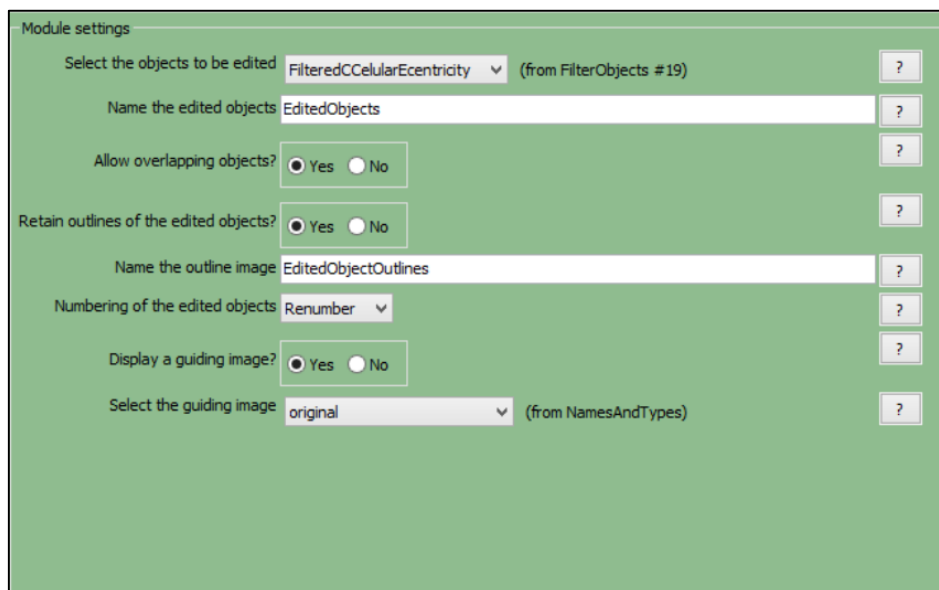 Module settings
Select the objects to be edited FilteredCCelularEcentricity (from FilterObjects #19) ?
Name the edited objects EditedObjects ?
Allow overlapping objects? Yes No ?
Retain outlines of the edited objects? Yes No ?
Name the outline image EditedObjectOutlines ?
Numbering of the edited objects Renumber ?
Display a guiding image? Yes No ?
Select the guiding image original (from NamesAndTypes) ?